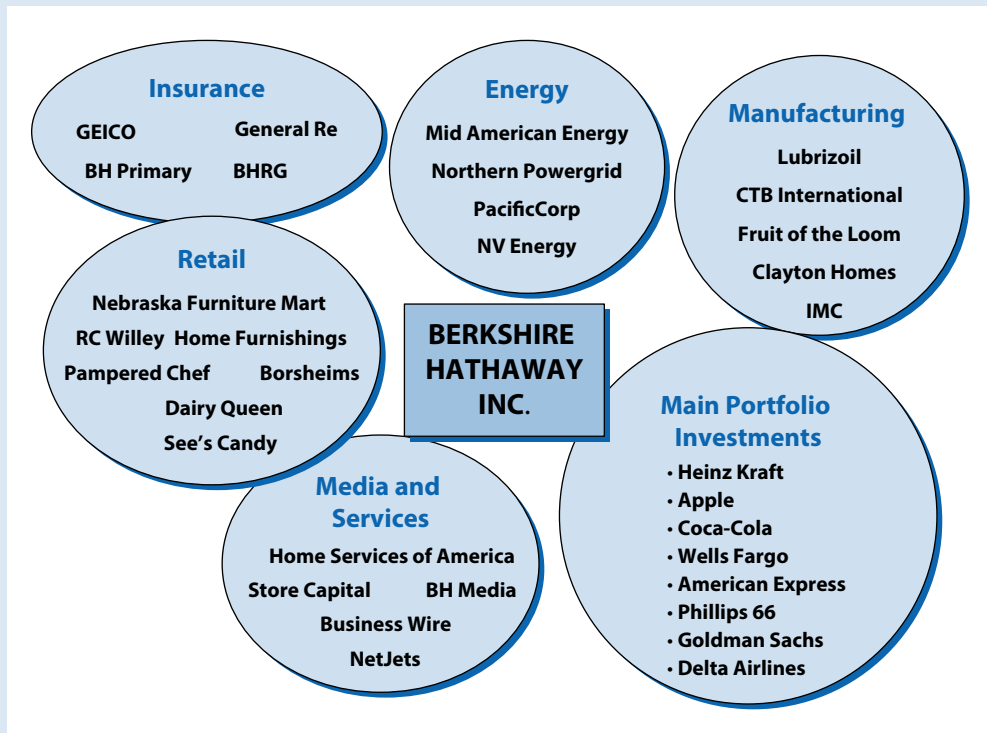 Insurance
GEICO General Re
BH Primary BHRG
Energy
Mid American Energy
Northern Powergrid
PacificCorp
NV Energy
Manufacturing
Lubrizoil
CTB International
Fruit of the Loom
Clayton Homes
IMC
Retail
Nebraska Furniture Mart
RC Willey Home Furnishings
Pampered Chef Borsheims
Dairy Queen
See's Candy
BERKSHIRE
HATHAWAY
INC.
Main Portfolio
Investments
• Heinz Kraft
• Apple
• Coca-Cola
• Wells Fargo
• American Express
• Phillips 66
• Goldman Sachs
• Delta Airlines
Media and
Services
Home Services of America
Store Capital BH Media
Business Wire
NetJets